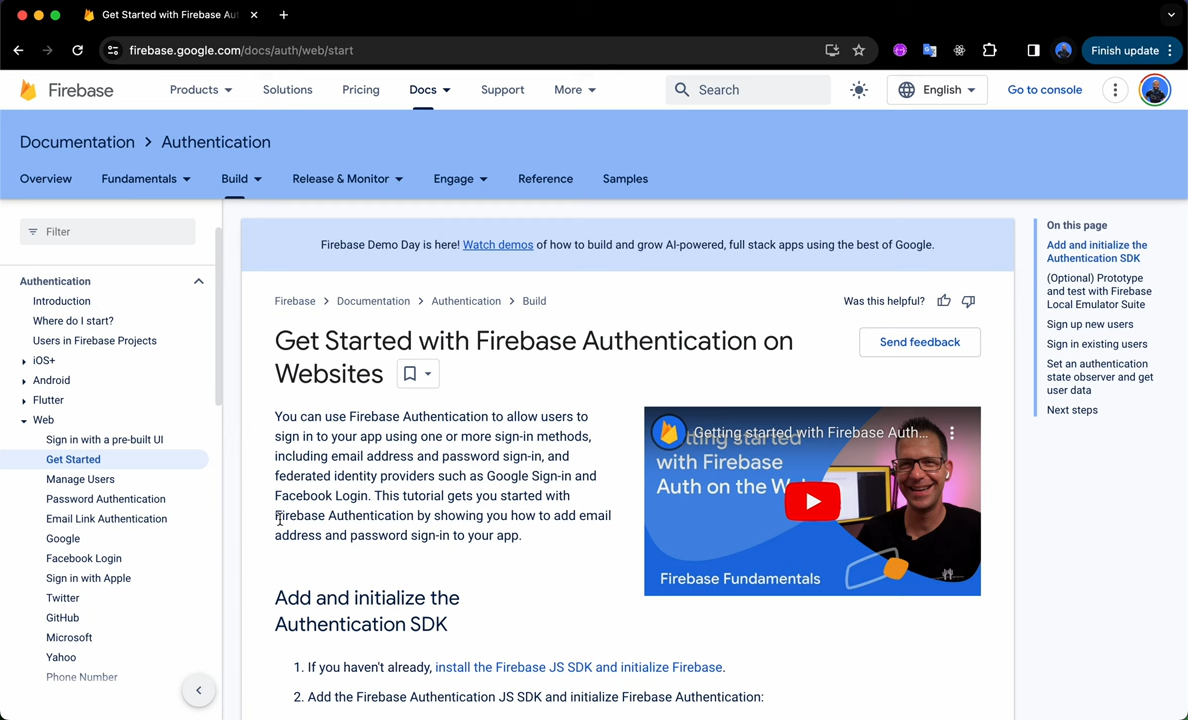 Get Started with Firebase Au
firebase.google.com/docs/auth/web/start
Finish update
Firebase
Products
Solutions
Pricing
Docs
Support
More
Search
English
Go to console
Documentation > Authentication
Overview
Fundamentals
Build
Release & Monitor
Engage
Reference
Samples
Filter
Authentication
Introduction
Where do I start?
Users in Firebase Projects
iOS+
Android
Flutter
Web
Sign in with a pre-built UI
Get Started
Manage Users
Password Authentication
Email Link Authentication
Google
Facebook Login
Sign in with Apple
Twitter
GitHub
Microsoft
Yahoo
Phone Number
Firebase Demo Day is here! Watch demos of how to build and grow AI-powered, full stack apps using the best of Google.
Firebase > Documentation > Authentication > Build
Was this helpful?
Get Started with Firebase Authentication on
Websites
Send feedback
You can use Firebase Authentication to allow users to
sign in to your app using one or more sign-in methods,
including email address and password sign-in, and
federated identity providers such as Google Sign-in and
Facebook Login. This tutorial gets you started with
Firebase Authentication by showing you how to add email
address and password sign-in to your app.
Getting started with Firebase Auth...
with Firebase
Auth on the We
Firebase Fundamentals
Add and initialize the
Authentication SDK
1. If you haven't already, install the Firebase JS SDK and initialize Firebase.
2. Add the Firebase Authentication JS SDK and initialize Firebase Authentication:
On this page
Add and initialize the
Authentication SDK
(Optional) Prototype
and test with Firebase
Local Emulator Suite
Sign up new users
Sign in existing users
Set an authentication
state observer and get
user data
Next steps